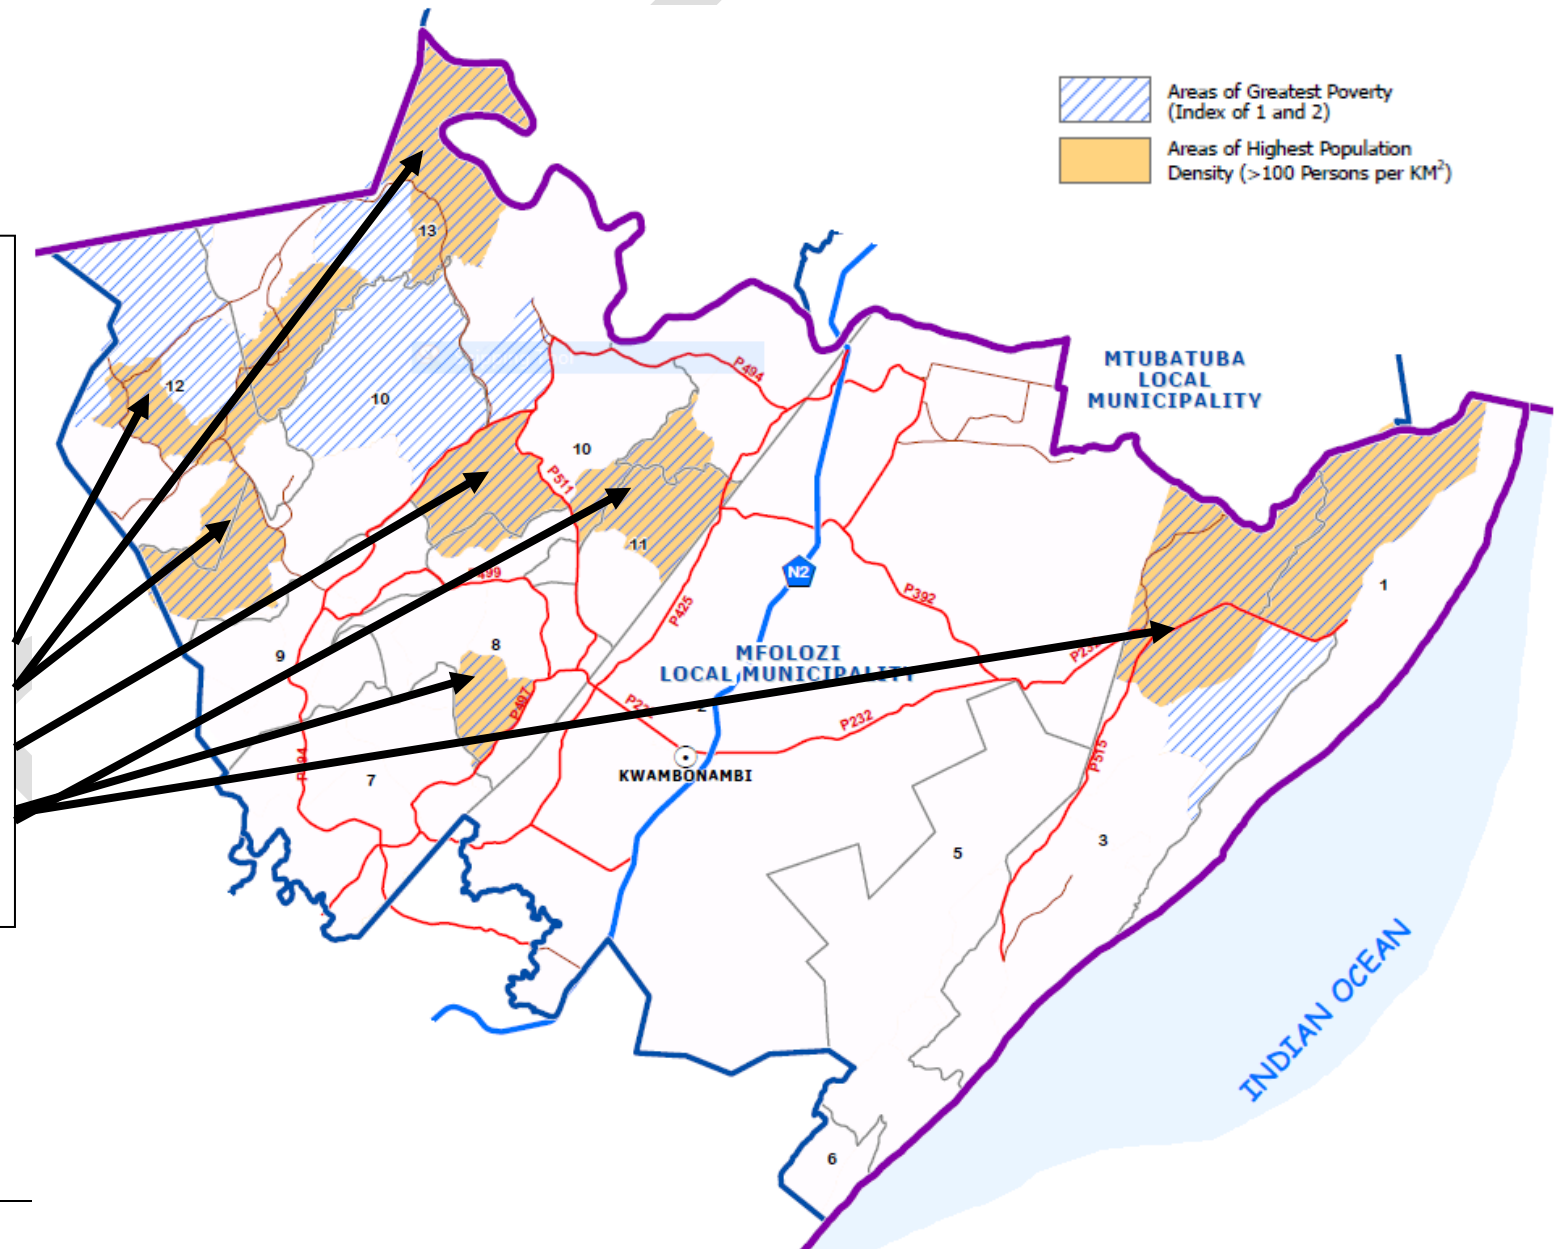 Areas of Greatest Poverty
(Index of 1 and 2)
Areas of Highest Population
Density (>100 Persons per KM²)
13
MTUBATUBA
LOCAL
MUNICIPALITY
P494
12
10
10
P511
11
N2
P499
P392
1
P425
8
9
MFOLOZI
LOCAL MUNICIPALITY
P497
2
P232
P515
KWAMBONAMBI
7
3
5
INDIAN OCEAN
6